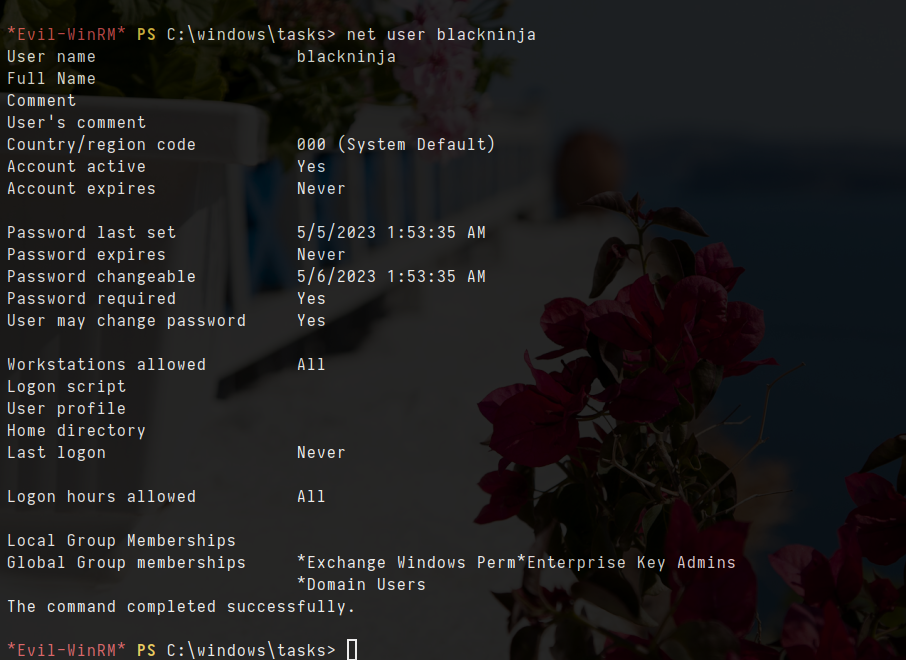 *Evil-WinRM* PS C:\windows\tasks> net user blackninja
User name                    blackninja
Full Name
Comment
User's comment
Country/region code          000 (System Default)
Account active               Yes
Account expires              Never
Password last set            5/5/2023 1:53:35 AM
Password expires             Never
Password changeable          5/6/2023 1:53:35 AM
Password required            Yes
User may change password     Yes
Workstations allowed         All
Logon script
User profile
Home directory
Last logon                   Never
Logon hours allowed          All
Local Group Memberships
Global Group memberships     *Exchange Windows Perm*Enterprise Key Admins
                             *Domain Users
The command completed successfully.
*Evil-WinRM* PS C:\windows\tasks>